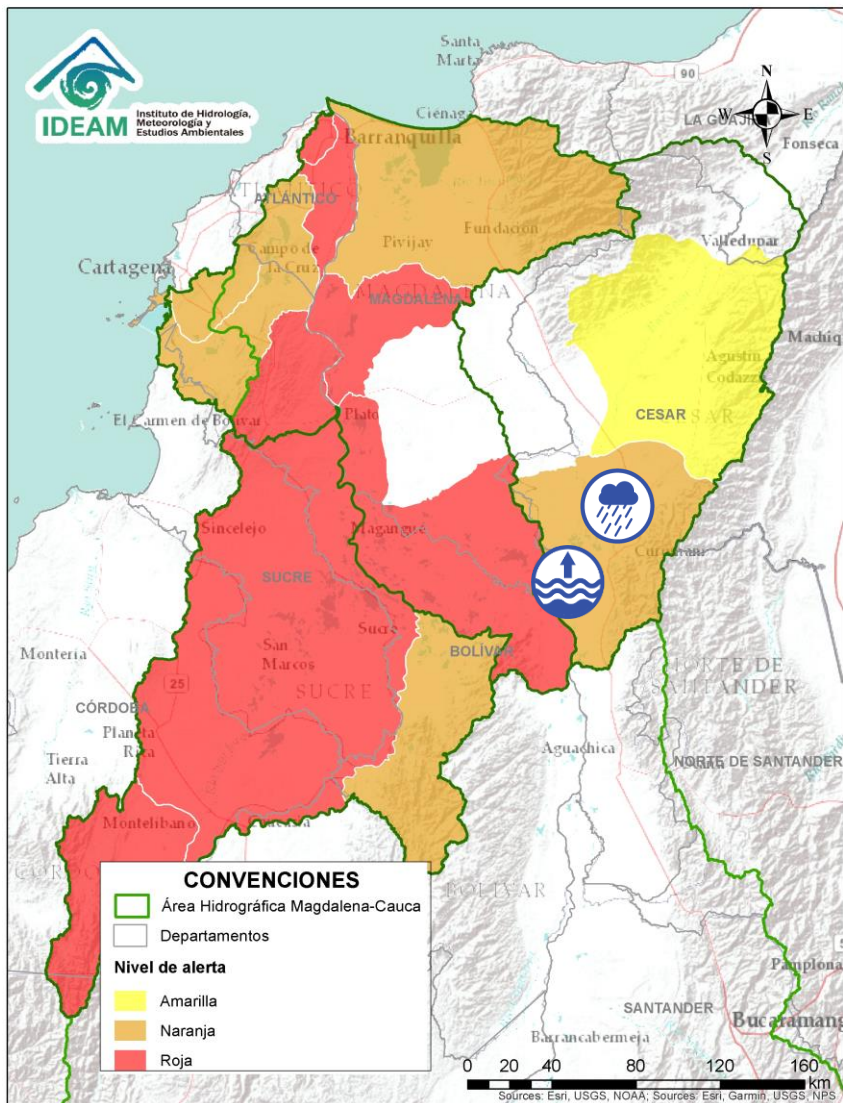 IDEAM
Instituto de Hidrología,
Meteorología y
Estudios Ambientales
Santa
Marta
90
N
W
E
S
Ciénaga
LA GUAJIRA
Fonseca
Barranquilla
ATLÁNTICO
Valledupar
Fundación
Pivijay
Campo de
la Cruz
Cartagena
MAGDALENA
Machiq
Agustín
Codazzi
CESAR
El Carmen de Bolívar
Plato
Sincelejo
Magangué
SUCRE
Sucre
BOLÍVAR
San
Marcos
SUCRE
Montería
25
CÓRDOBA
Planeta
Rica
Tierra
Alta
NORTE DE
SANTANDER
Aguachica
NORTE DE SANTANDER
Montelíbano
BOLÍVAR
CONVENCIONES
Área Hidrográfica Magdalena-Cauca
Departamentos
Nivel de alerta
Amarilla
Naranja
Roja
Pamplona
SANTANDER
Bucaramang
Barrancabermeja
0 20 40 80 120 160
km
Sources: Esri, USGS, NOAA; Sources: Esri, Garmin, USGS, NPS